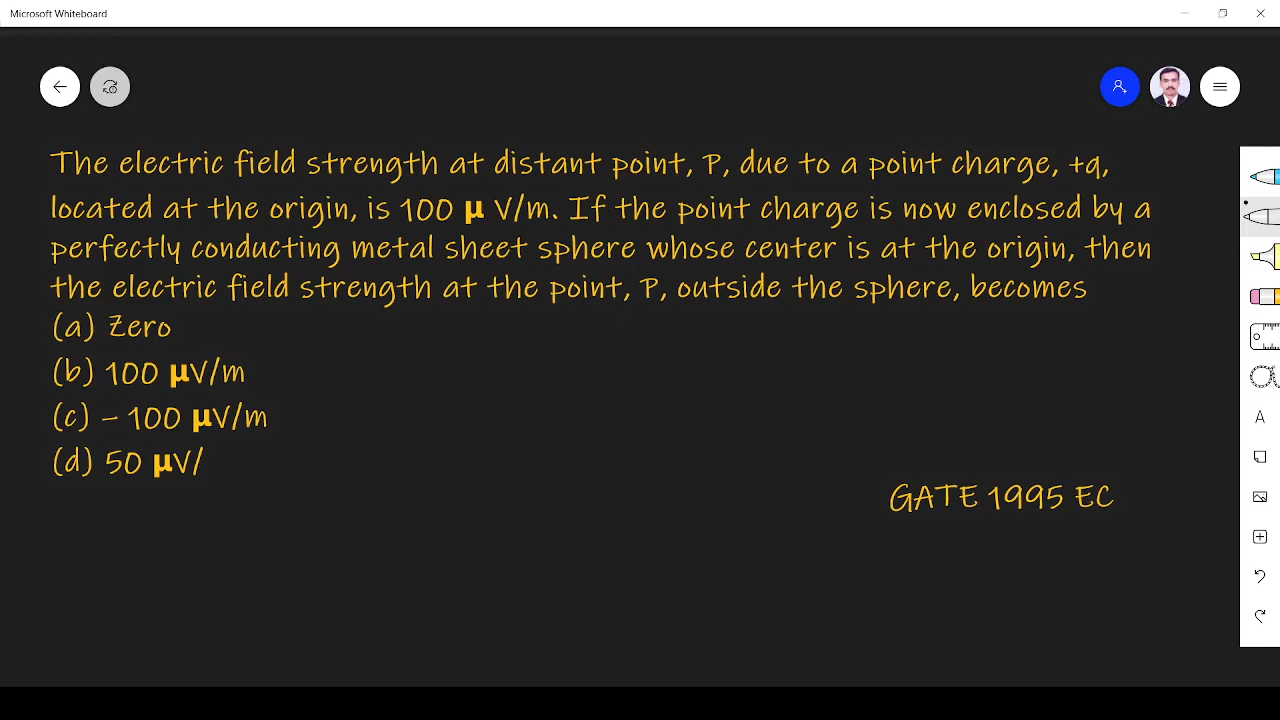 Microsoft Whiteboard
The electric field strength at distant point, P, due to a point charge, +q,
located at the origin, is 100 μ V/m. If the point charge is now enclosed by a
perfectly conducting metal sheet sphere whose center is at the origin, then
the electric field strength at the point, P, outside the sphere, becomes
(a) Zero
(b) 100 μV/m
(c) – 100 μV/m
(d) 50 μV/
GATE 1995 EC
A